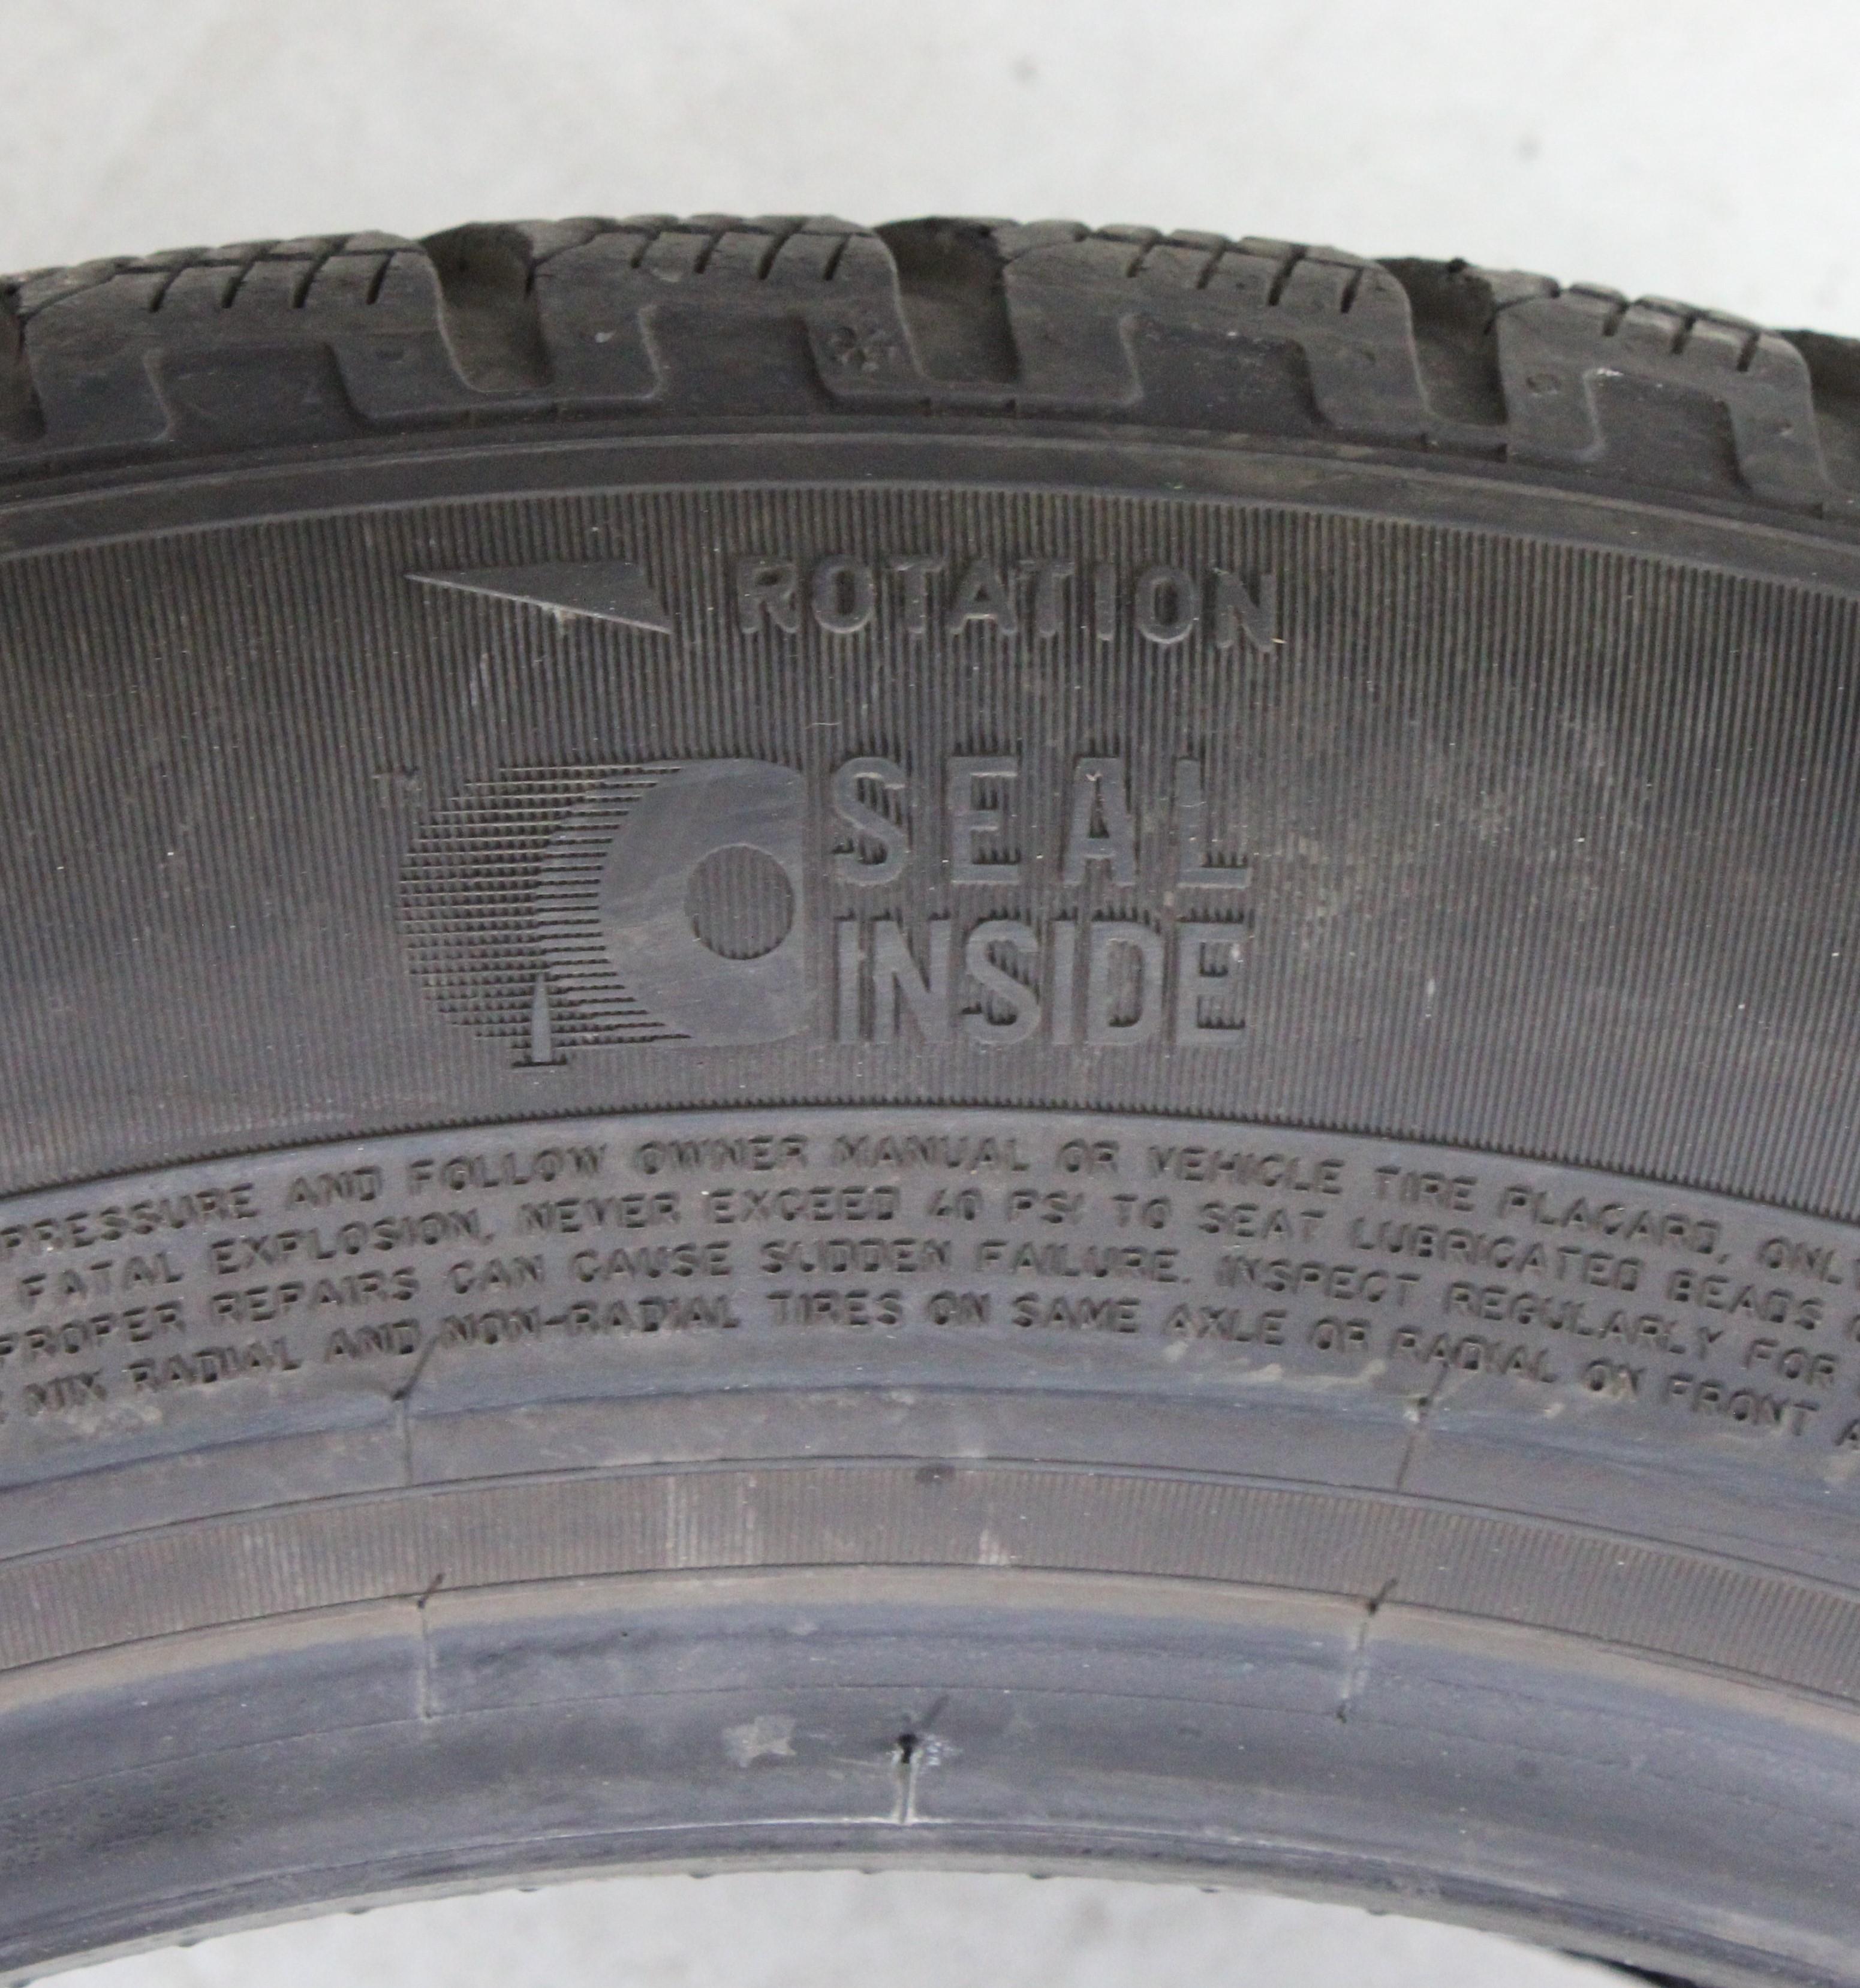 ROTATION
SEAL
INSIDE
PRESSURE AND FOLLOW OWNER MANUAL OR VEHICLE TIRE PLACARD, ONLY
FATAL EXPLOSION, NEVER EXCEED 40 PSI TO SEAT LUBRICATED BEADS
PROPER REPAIRS CAN CAUSE SUDDEN FAILURE. INSPECT REGULARLY FOR
MIX RADIAL AND NON-RADIAL TIRES ON SAME AXLE OR RADIAL ON FRONT